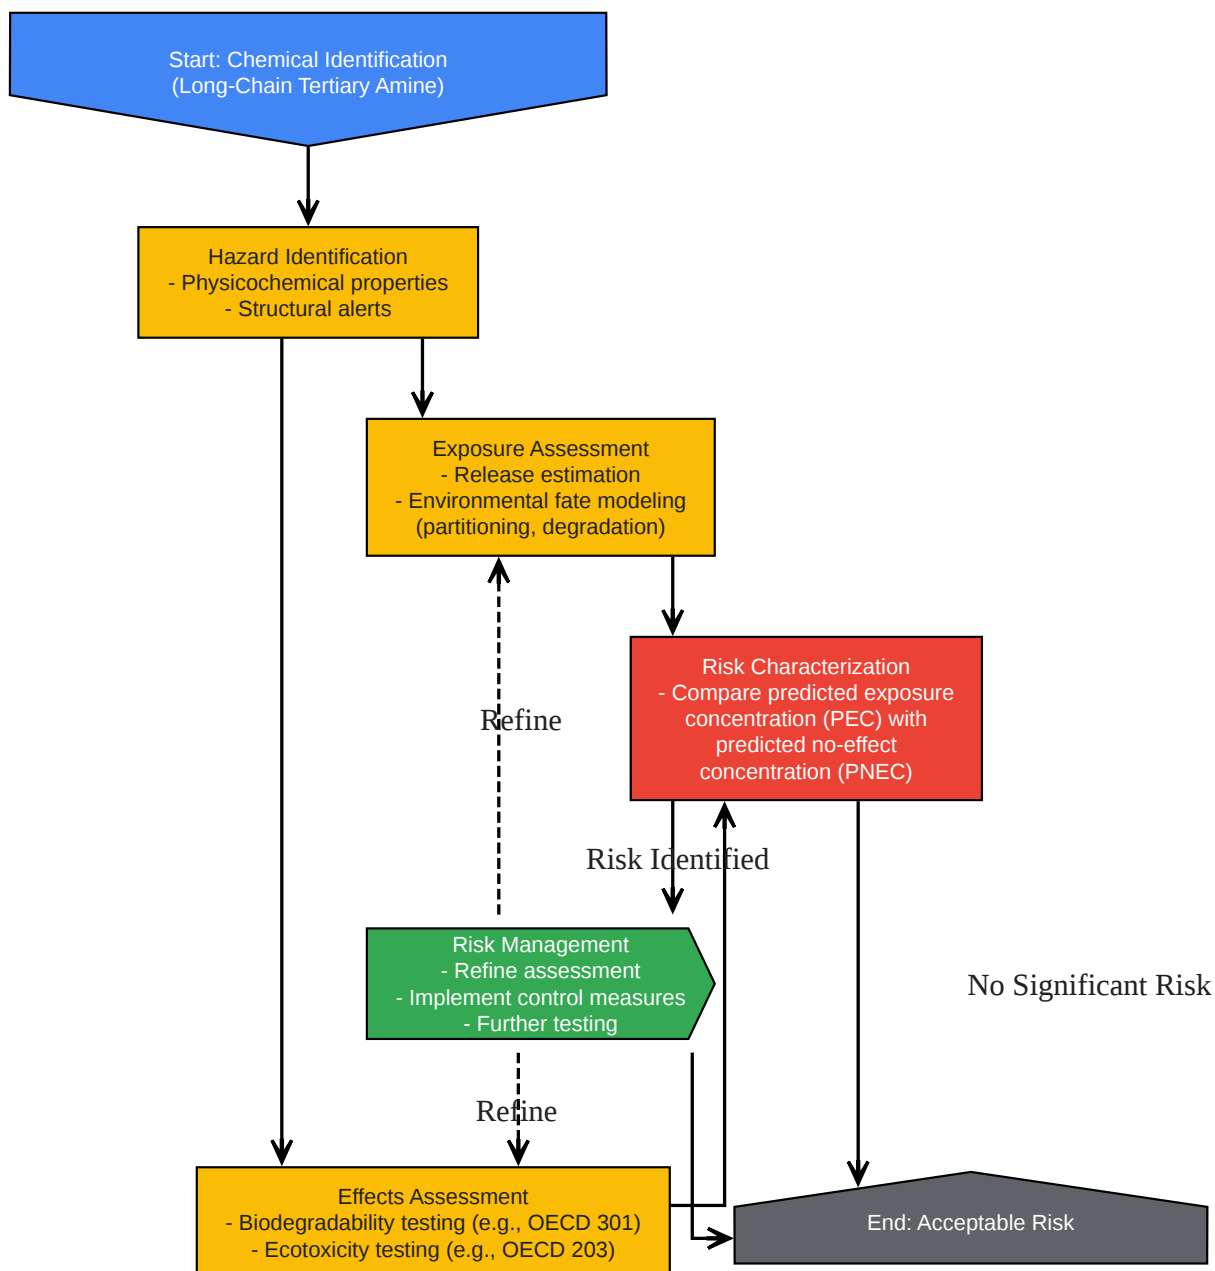 Start: Chemical Identification
(Long-Chain Tertiary Amine)
Hazard Identification
- Physicochemical properties
- Structural alerts
Exposure Assessment
- Release estimation
- Environmental fate modeling
(partitioning, degradation)
Risk Characterization
- Compare predicted exposure
concentration (PEC) with
predicted no-effect
concentration (PNEC)
Refine
Risk Identified
Risk Management
- Refine assessment
- Implement control measures
- Further testing
No Significant Risk
Refine
Effects Assessment
- Biodegradability testing (e.g., OECD 301)
- Ecotoxicity testing (e.g., OECD 203)
End: Acceptable Risk